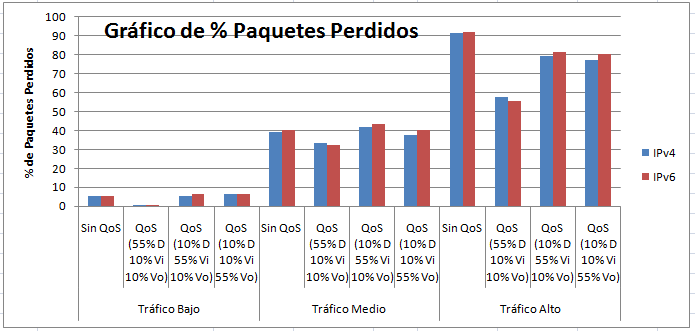 Gráfico de % Paquetes Perdidos
% de Paquetes Perdidos
100
90
80
70
60
50
40
30
20
10
0
Sin QoS
QoS
(55% D
10% Vi
10% Vo)
QoS
(10% D
55% Vi
10% Vo)
QoS
(10% D
10% Vi
55% Vo)
Sin QoS
QoS
(55% D
10% Vi
10% Vo)
QoS
(10% D
55% Vi
10% Vo)
QoS
(10% D
10% Vi
55% Vo)
Sin QoS
QoS
(55% D
10% Vi
10% Vo)
QoS
(10% D
55% Vi
10% Vo)
QoS
(10% D
10% Vi
55% Vo)
Tráfico Bajo
Tráfico Medio
Tráfico Alto
IPv4
IPv6